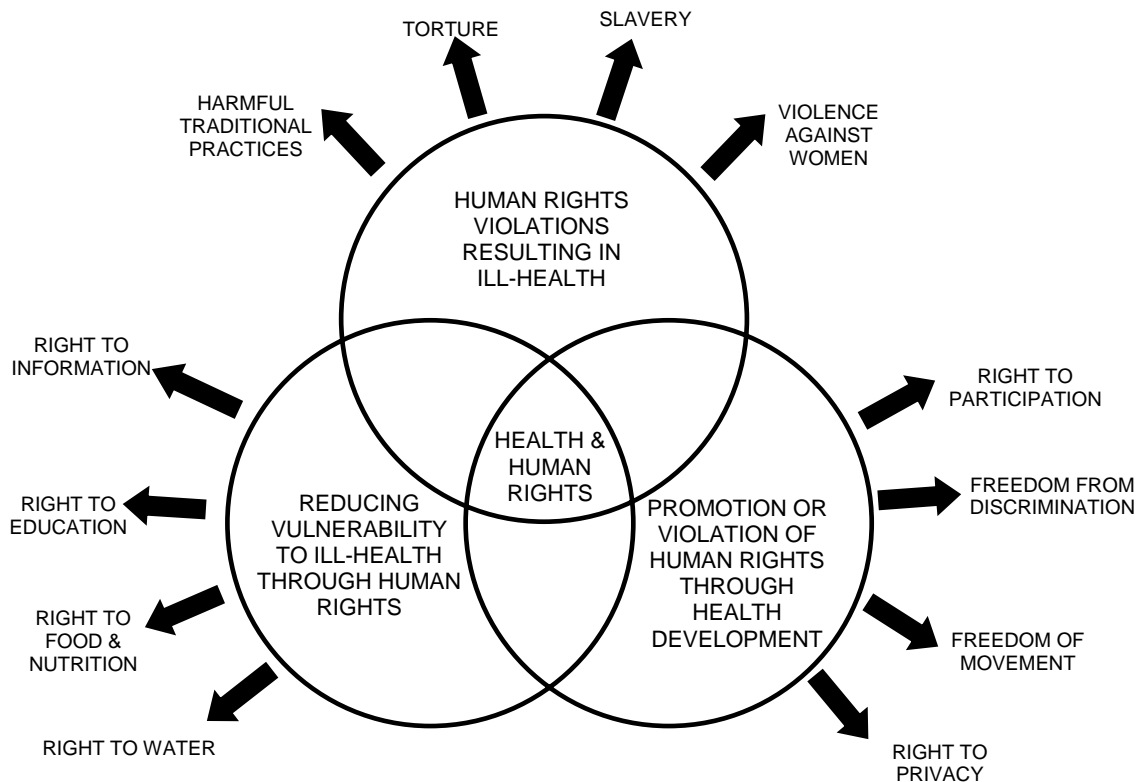 TORTURE
SLAVERY
HARMFUL
TRADITIONAL
PRACTICES
VIOLENCE
AGAINST
WOMEN
HUMAN RIGHTS
VIOLATIONS
RESULTING IN
ILL-HEALTH
RIGHT TO
INFORMATION
RIGHT TO
EDUCATION
RIGHT TO
FOOD &
NUTRITION
RIGHT TO WATER
REDUCING
VULNERABILITY
TO ILL-HEALTH
THROUGH HUMAN
RIGHTS
HEALTH &
HUMAN
RIGHTS
PROMOTION OR
VIOLATION OF
HUMAN RIGHTS
THROUGH
HEALTH
DEVELOPMENT
RIGHT TO
PARTICIPATION
FREEDOM FROM
DISCRIMINATION
FREEDOM OF
MOVEMENT
RIGHT TO
PRIVACY